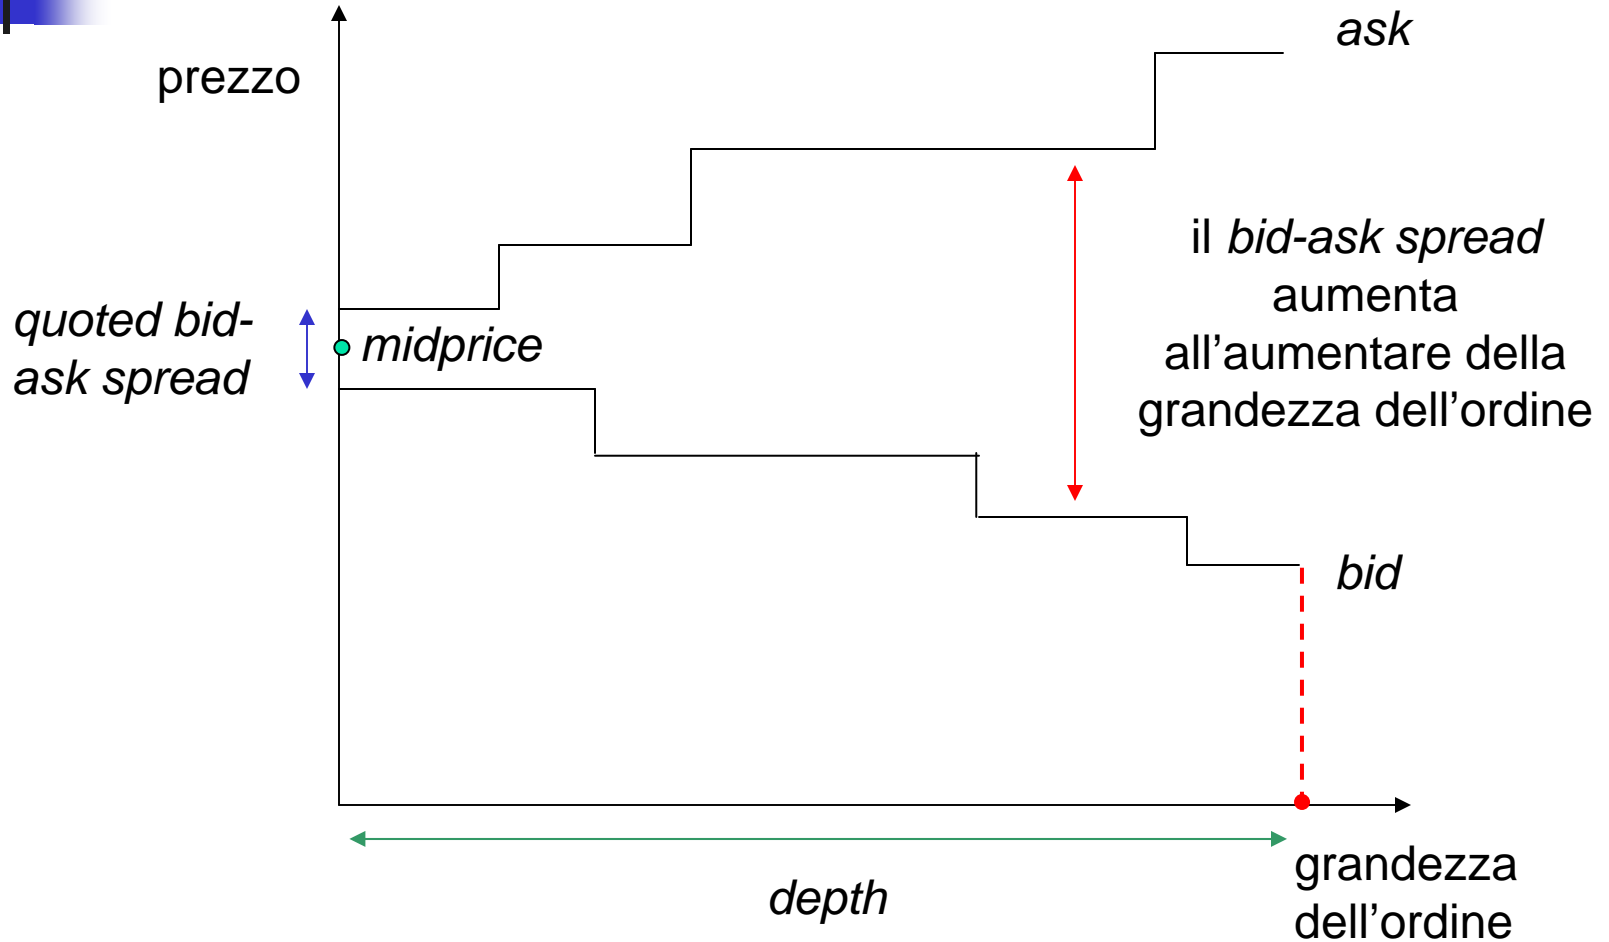 ask
prezzo
il bid-ask spread
aumenta
all’aumentare della
grandezza dell’ordine
quoted bid-
ask spread
midprice
bid
depth
grandezza
dell’ordine